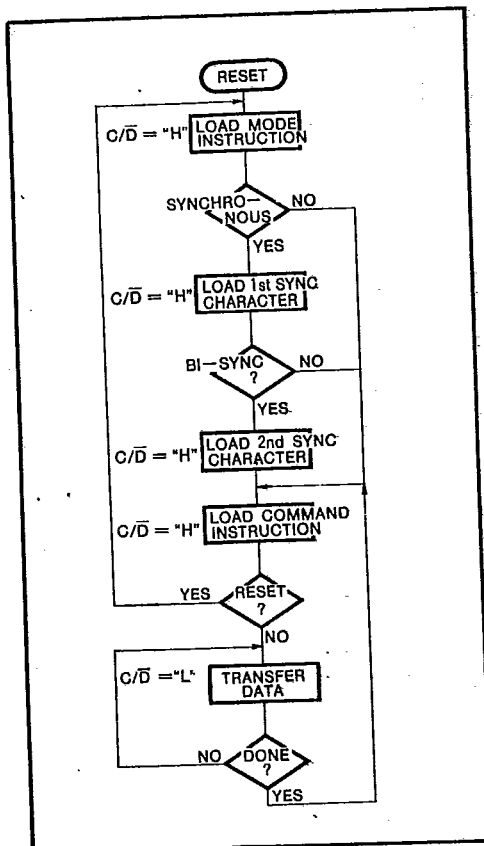 RESET
C/D̅ = "H" LOAD MODE
INSTRUCTION
SYNCHRO—
NOUS
NO
YES
C/D̅ = "H" LOAD 1st SYNC
CHARACTER
BI—SYNC
?
NO
YES
C/D̅ = "H" LOAD 2nd SYNC
CHARACTER
C/D̅ = "H" LOAD COMMAND
INSTRUCTION
YES
RESET
?
NO
C/D̅ = "L" TRANSFER
DATA
NO
DONE
?
YES